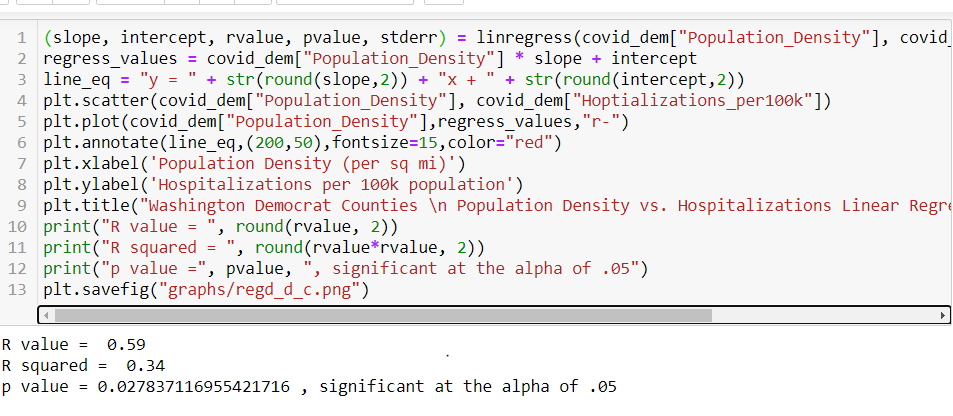 1 (slope, intercept, rvalue, pvalue, stderr) = linregress(covid_dem["Population_Density"], covid_
2 regress_values = covid_dem["Population_Density"] * slope + intercept
3 line_eq = "y = " + str(round(slope,2)) + "x + " + str(round(intercept,2))
4 plt.scatter(covid_dem["Population_Density"], covid_dem["Hoptializations_per100k"])
5 plt.plot(covid_dem["Population_Density"],regress_values,"r-")
6 plt.annotate(line_eq,(200,50),fontsize=15,color="red")
7 plt.xlabel('Population Density (per sq mi)')
8 plt.ylabel('Hospitalizations per 100k population')
9 plt.title("Washington Democrat Counties \n Population Density vs. Hospitalizations Linear Regre
10 print("R value = ", round(rvalue, 2))
11 print("R squared = ", round(rvalue*rvalue, 2))
12 print("p value =", pvalue, ", significant at the alpha of .05")
13 plt.savefig("graphs/regd_d_c.png")
R value =  0.59
R squared =  0.34
p value = 0.027837116955421716 , significant at the alpha of .05